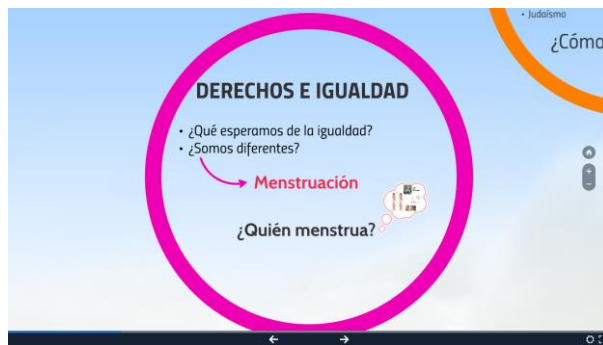 DERECHOS E IGUALDAD
• ¿Qué esperamos de la igualdad?
• ¿Somos diferentes?
Menstruación
¿Quién menstrua?
• Judaísmo
¿Cómo